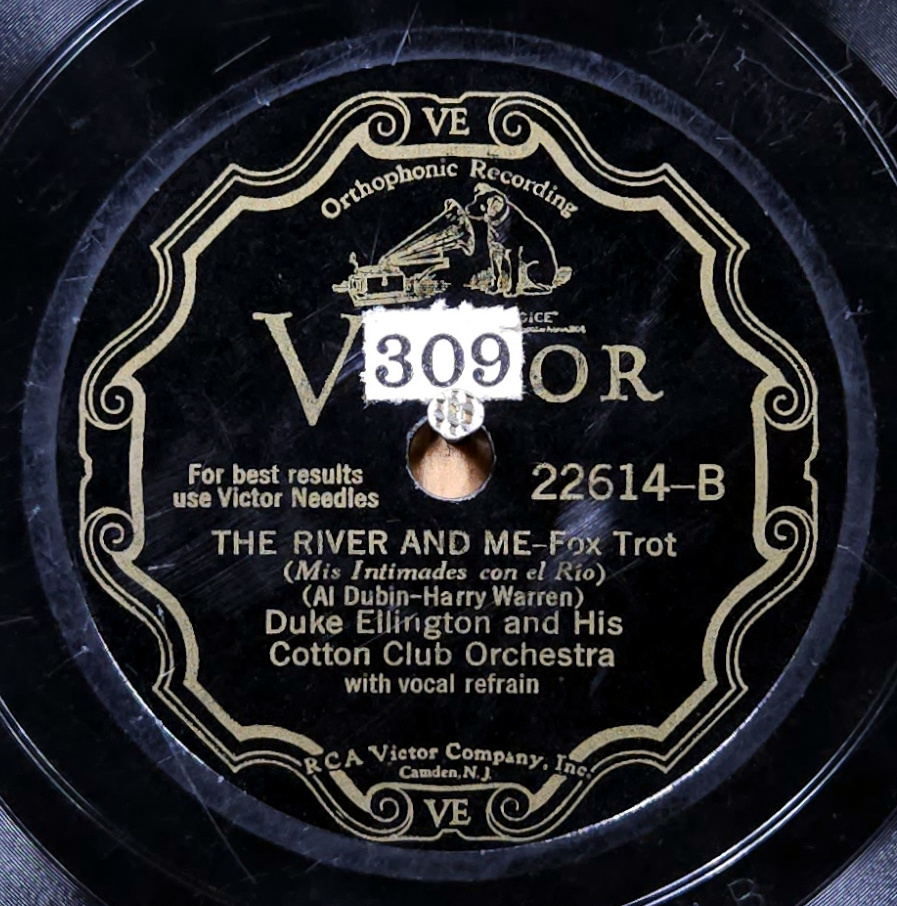 VE
Orthophonic Recording
V 309 OR
For best results
use Victor Needles
22614-B
THE RIVER AND ME-Fox Trot
(Mis Intimades con el Río)
(Al Dubin-Harry Warren)
Duke Ellington and His
Cotton Club Orchestra
with vocal refrain
RCA Victor Company, Inc.
Camden, N. J.
VE